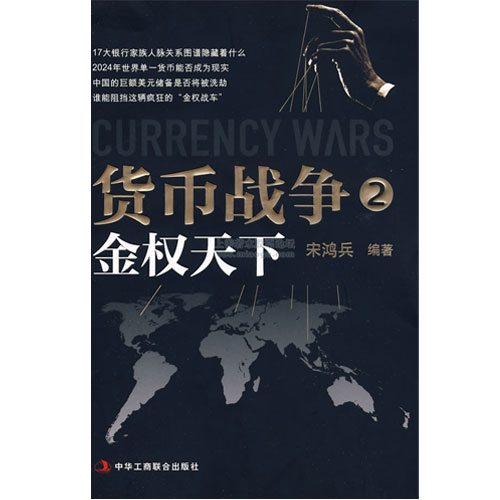 17大银行家族人脉关系图谱隐藏着什么
2024年世界单一货币能否成为现实
中国的巨额美元储备是否将被洗劫
谁能阻挡这辆疯狂的“金权战车”
CURRENCY WARS
货币战争 2
金权天下
宋鸿兵 编著
中华工商联合出版社